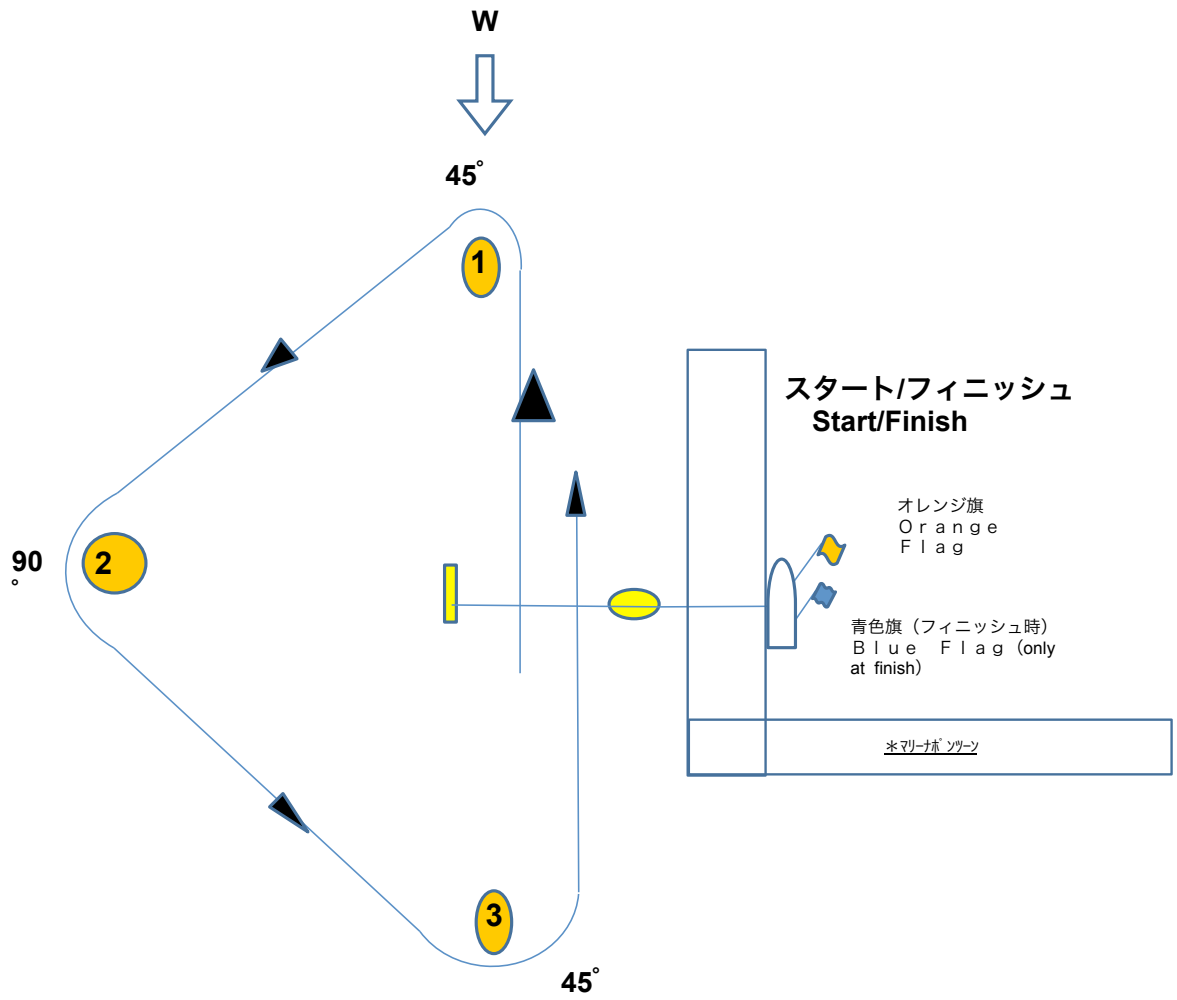 W
45°
1
スタート/フィニッシュ
Start/Finish
オレンジ旗
Ｏｒａｎｇｅ
Ｆｌａｇ
90
°
2
青色旗（フィニッシュ時）
Ｂｌｕｅ　Ｆｌａｇ（only
at finish）
＊ﾏﾘｰﾅﾎﾟﾝﾂｰﾝ
3
45°